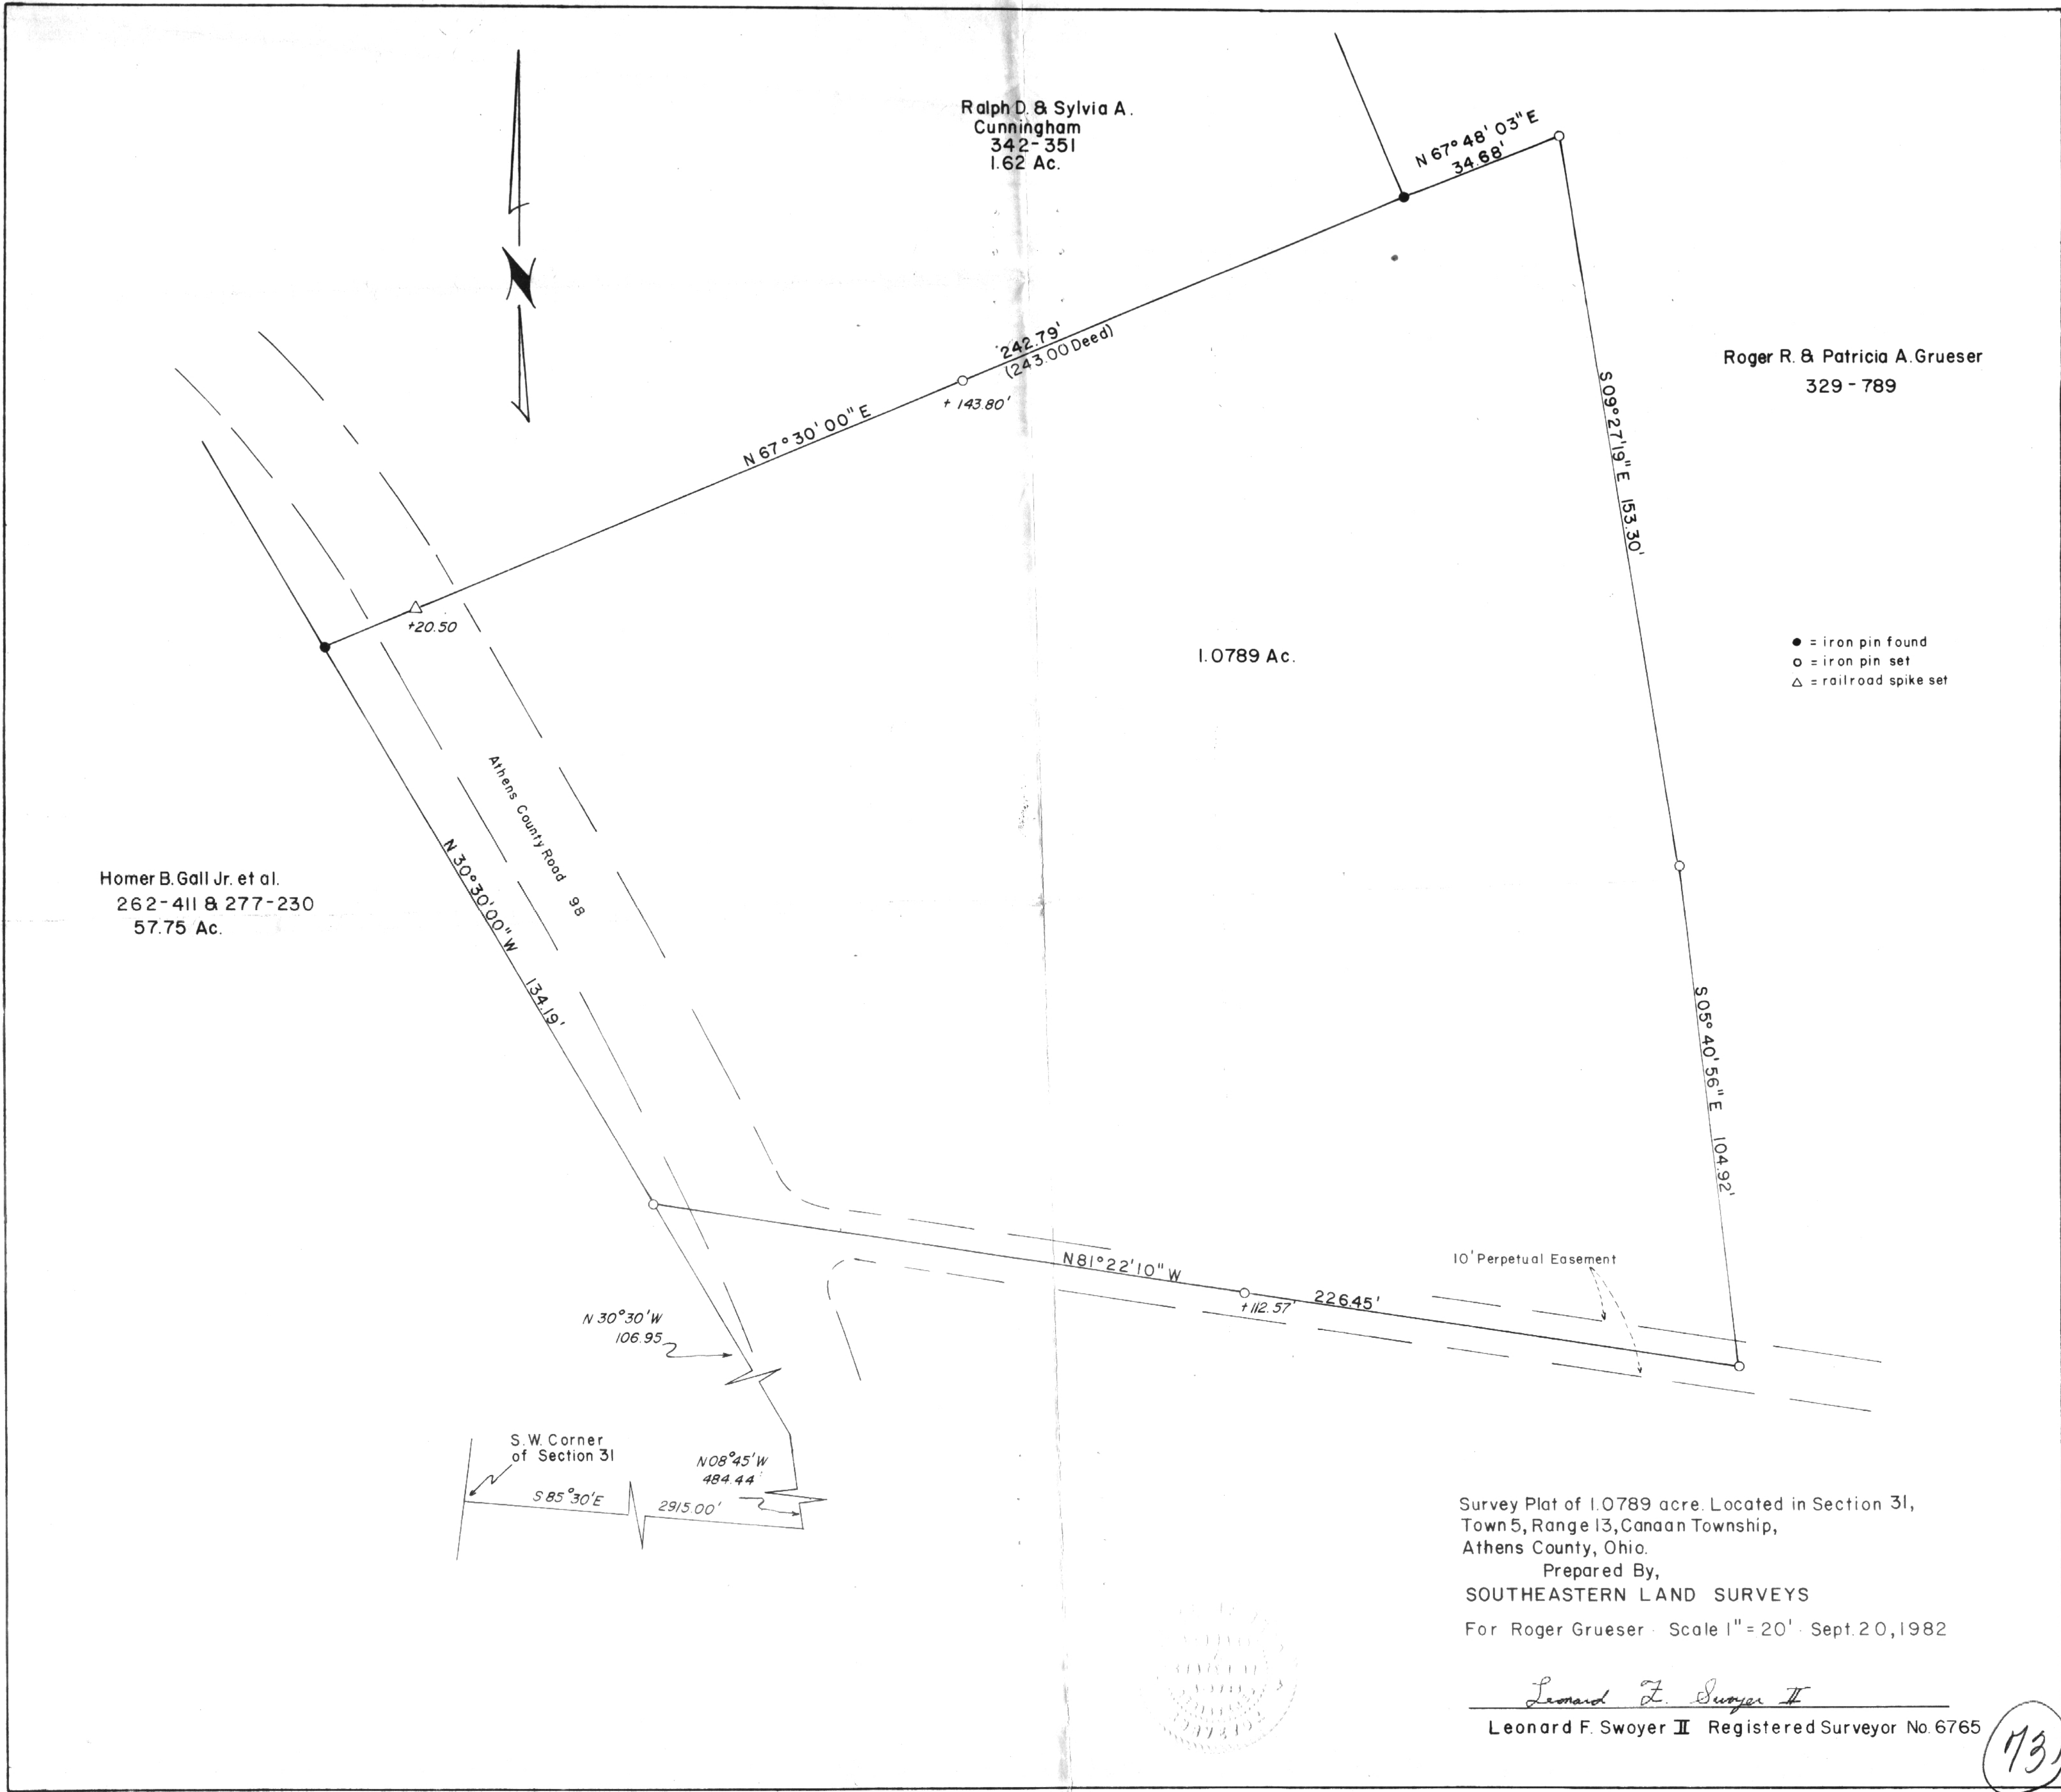 Ralph D. & Sylvia A.
Cunningham
342-351
1.62 Ac.
N 67° 48' 03" E
34.68'
N
242.79'
(243.00 Deed)
+ 143.80'
N 67° 30' 00" E
Roger R. & Patricia A. Grueser
329 - 789
S 09° 27' 19" E 153.30'
+20.50
1.0789 Ac.
● = iron pin found
○ = iron pin set
△ = railroad spike set
Athens County Road 98
Homer B. Gall Jr. et al.
262-411 & 277-230
57.75 Ac.
N 30° 30' 00" W 134.19'
S 05° 40' 56" E 104.92'
N 81° 22' 10" W
226.45'
+ 112.57'
10' Perpetual Easement
N 30° 30' W
106.95
S.W. Corner
of Section 31
N 08° 45' W
484.44'
S 85° 30' E
2915.00'
Survey Plat of 1.0789 acre. Located in Section 31,
Town 5, Range 13, Canaan Township,
Athens County, Ohio.
Prepared By,
SOUTHEASTERN LAND SURVEYS
For Roger Grueser · Scale 1" = 20' · Sept. 20, 1982
Leonard F. Swoyer II
Leonard F. Swoyer II Registered Surveyor No. 6765
73